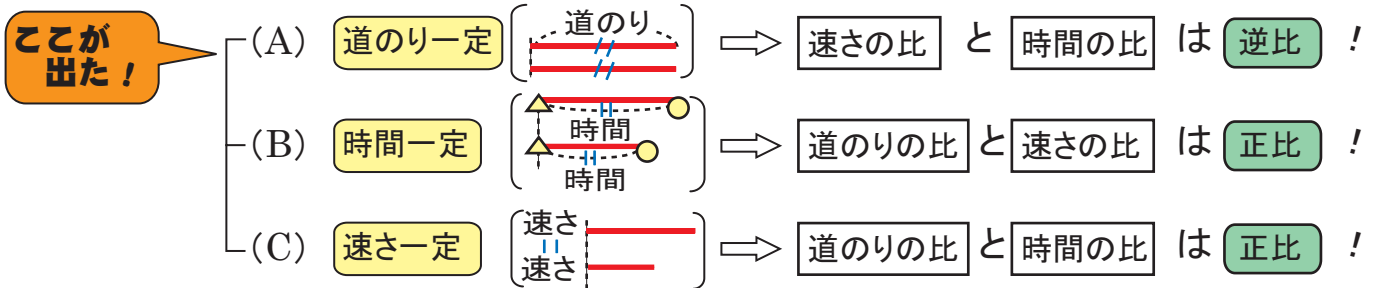 ここが
出た！
(A) 道のり一定 道のり ⇨ 速さの比 と 時間の比 は 逆比 ！
(B) 時間一定 時間 時間 ⇨ 道のりの比 と 速さの比 は 正比 ！
(C) 速さ一定 速さ 速さ ⇨ 道のりの比 と 時間の比 は 正比 ！